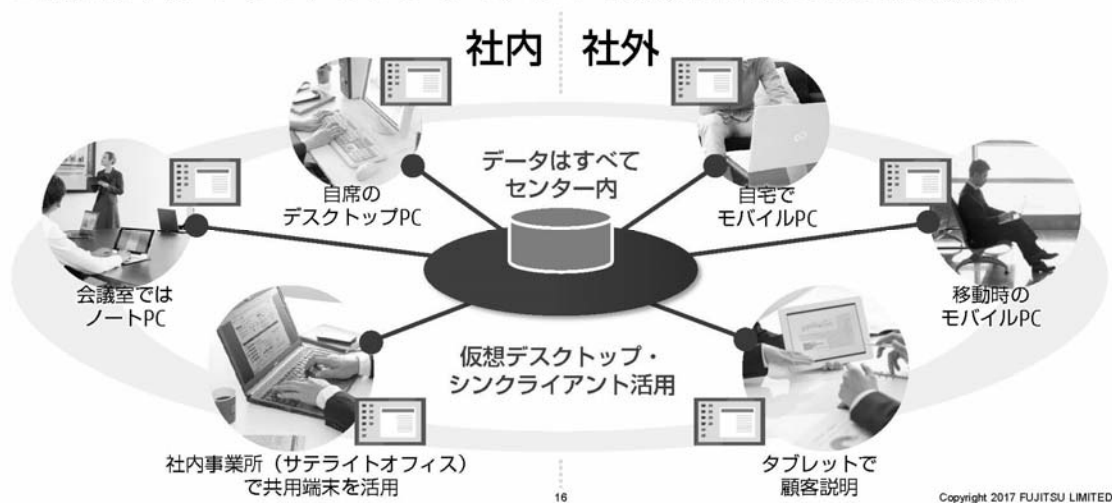 社内 社外
データはすべて
センター内
自席の
デスクトップPC
自宅で
モバイルPC
会議室では
ノートPC
移動時の
モバイルPC
仮想デスクトップ・
シンクライアント活用
社内事業所（サテライトオフィス）
で共用端末を活用
タブレットで
顧客説明
16
Copyright 2017 FUJITSU LIMITED